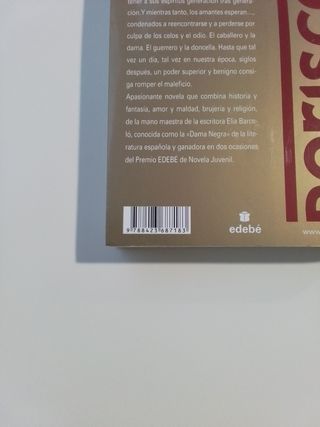 tener a sus espíritus generación tras genera-
ción.Y mientras tanto, los amantes esperan...
condenados a reencontrarse y a perderse por
culpa de los celos y el odio. El caballero y la
dama. El guerrero y la doncella. Hasta que tal
vez un día, tal vez en nuestra época, siglos
después, un poder superior y benigno consi-
ga romper el maleficio.
Apasionante novela que combina historia y
fantasía, amor y maldad, brujería y religión,
de la mano maestra de la escritora Elia Barce-
ló, conocida como la «Dama Negra» de la lite-
ratura española y ganadora en dos ocasiones
del Premio EDEBÉ de Novela Juvenil.
9 788423 687183
edebé
www.